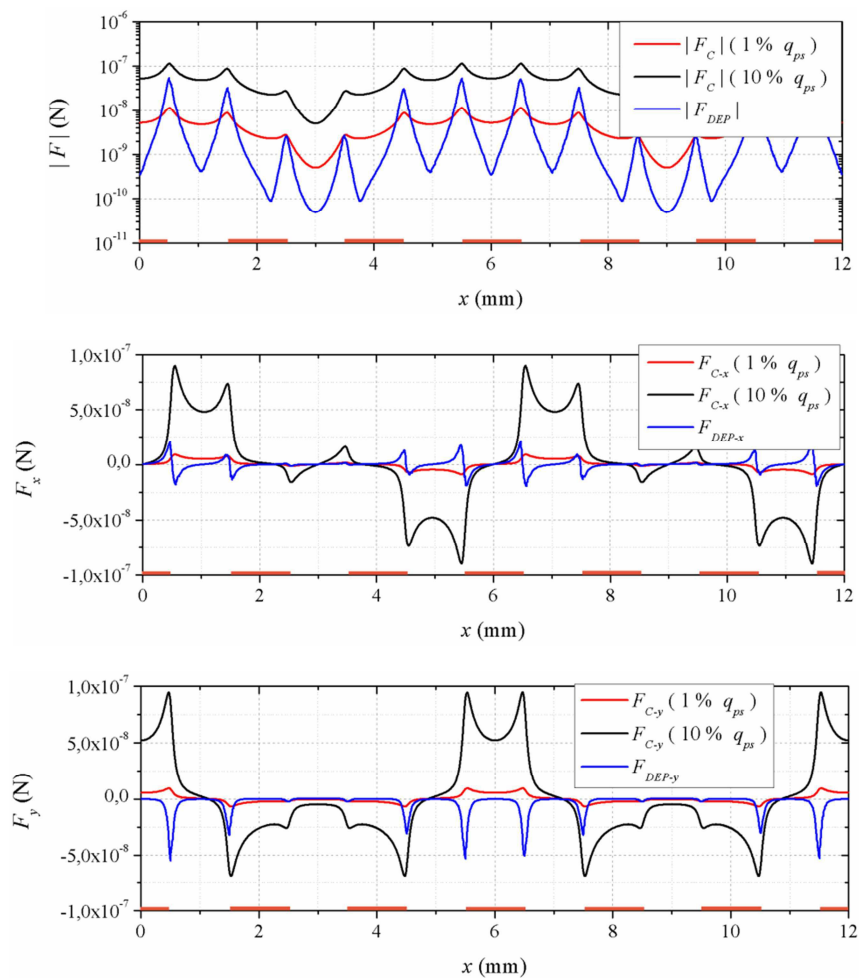 10⁻⁶
10⁻⁷
10⁻⁸
10⁻⁹
10⁻¹⁰
10⁻¹¹
| F | (N)
| F_C | ( 1 % q_ps )
| F_C | ( 10 % q_ps )
| F_DEP |
0 2 4 6 8 10 12
x (mm)
1,0x10⁻⁷
5,0x10⁻⁸
0,0
-5,0x10⁻⁸
-1,0x10⁻⁷
F_x (N)
F_C-x ( 1 % q_ps )
F_C-x ( 10 % q_ps )
F_DEP-x
0 2 4 6 8 10 12
x (mm)
1,0x10⁻⁷
5,0x10⁻⁸
0,0
-5,0x10⁻⁸
-1,0x10⁻⁷
F_y (N)
F_C-y ( 1 % q_ps )
F_C-y ( 10 % q_ps )
F_DEP-y
0 2 4 6 8 10 12
x (mm)